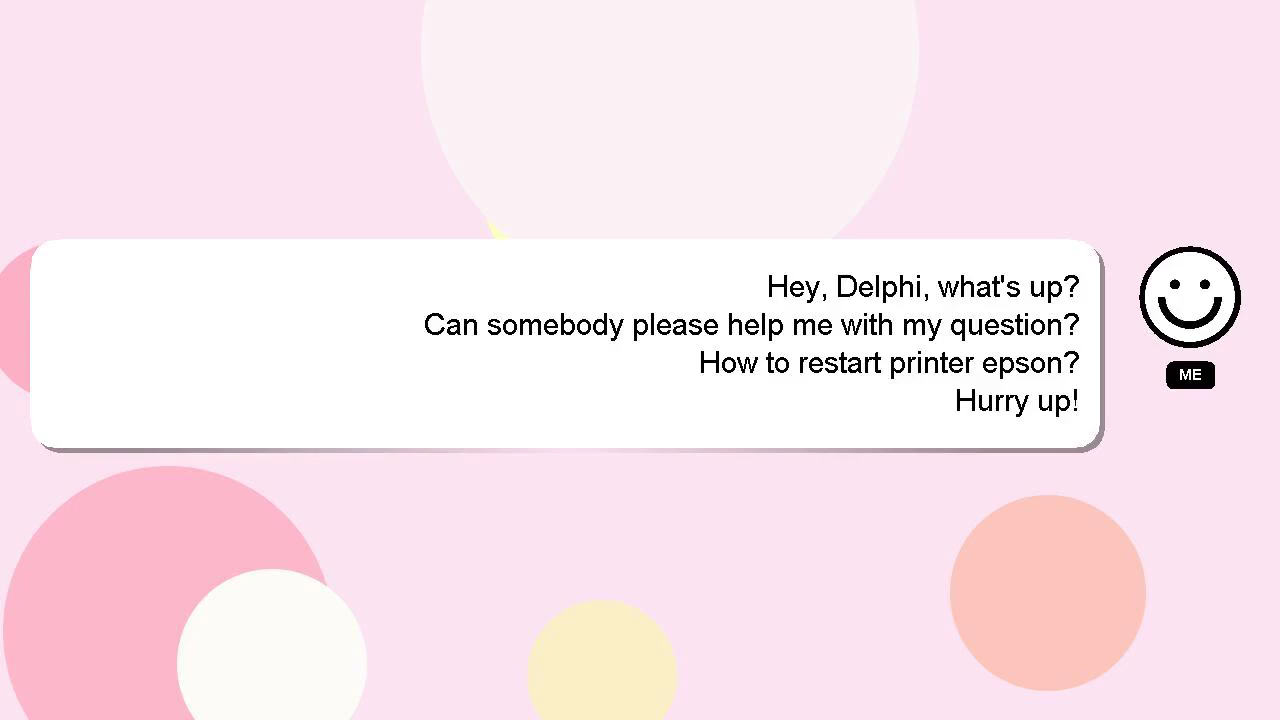 Hey, Delphi, what's up?
Can somebody please help me with my question?
How to restart printer epson?
Hurry up!
ME